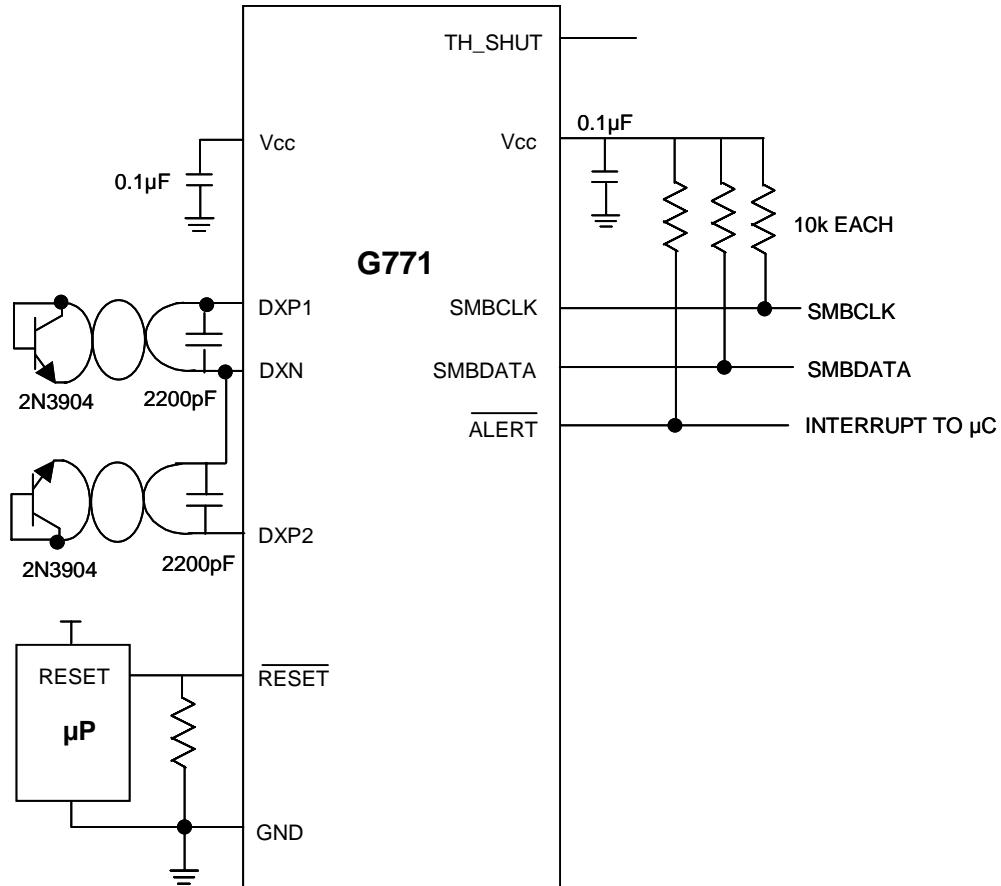 TH_SHUT
Vcc
0.1µF
0.1µF
Vcc
10k EACH
G771
DXP1
SMBCLK
SMBCLK
DXN
SMBDATA
SMBDATA
2N3904
2200pF
ALERT
INTERRUPT TO µC
DXP2
2N3904
2200pF
RESET
RESET
µP
GND